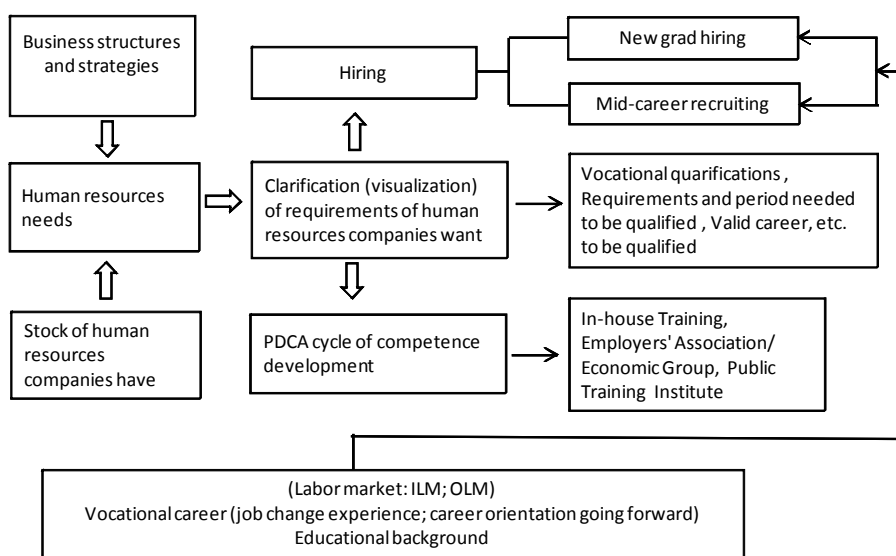 Business structures
and strategies
Hiring
New grad hiring
Mid-career recruiting
Human resources
needs
Clarification (visualization)
of requirements of human
resources companies want
Vocational quarifications ,
Requirements and period needed
to be qualified , Valid career, etc.
to be qualified
Stock of human
resources
companies have
PDCA cycle of competence
development
In-house Training,
Employers' Association/
Economic Group, Public
Training Institute
(Labor market: ILM; OLM)
Vocational career (job change experience; career orientation going forward)
Educational background